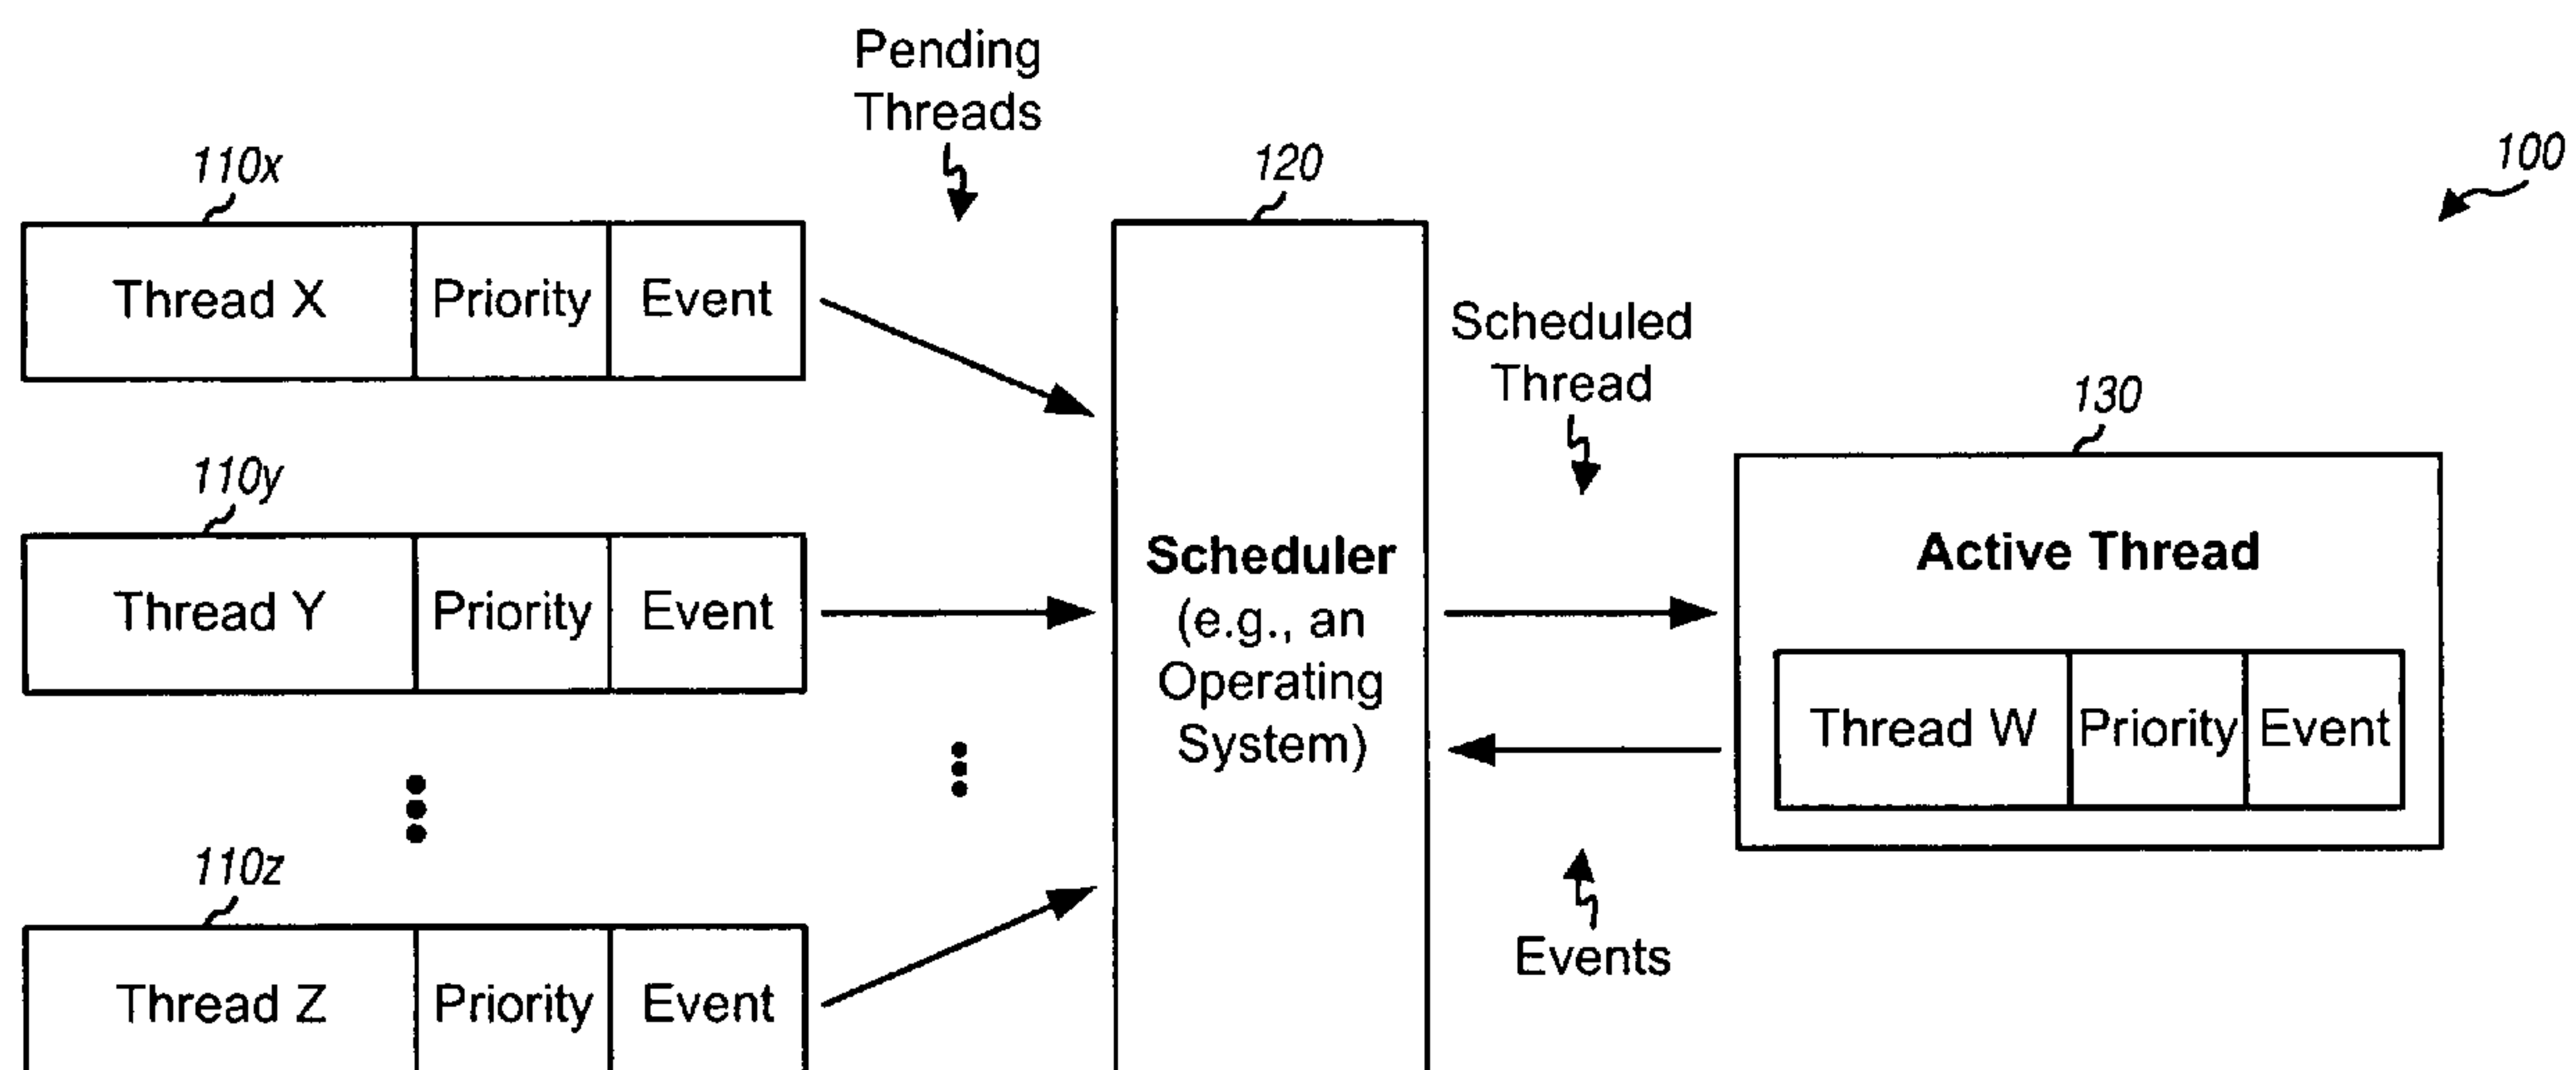 Pending
Threads
100
110x
120
Thread X Priority Event
Scheduled
Thread
130
110y
Thread Y Priority Event
Scheduler
(e.g., an
Operating
System)
Active Thread
Thread W Priority Event
110z
Events
Thread Z Priority Event